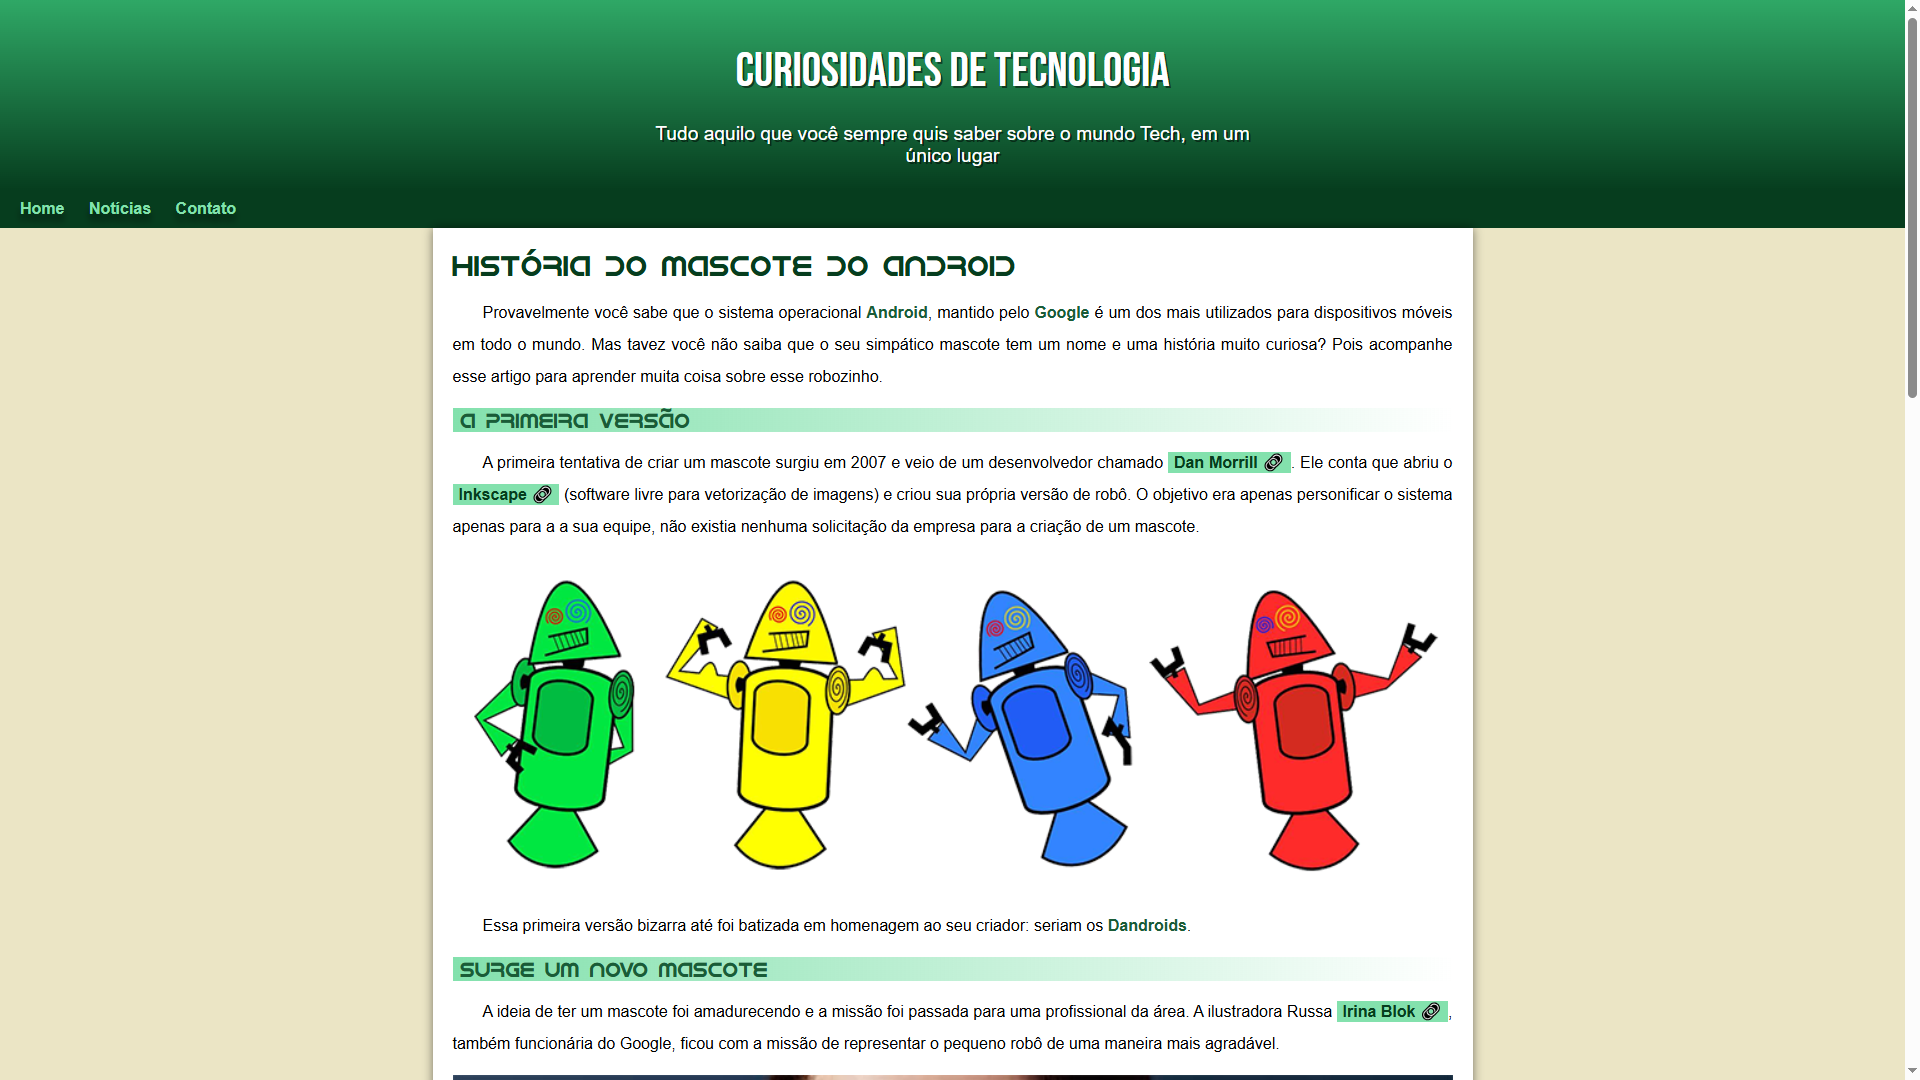 CURIOSIDADES DE TECNOLOGIA
Tudo aquilo que você sempre quis saber sobre o mundo Tech, em um
único lugar
Home Notícias Contato
HISTÓRIA DO MASCOTE DO ANDROID
Provavelmente você sabe que o sistema operacional Android, mantido pelo Google é um dos mais utilizados para dispositivos móveis
em todo o mundo. Mas tavez você não saiba que o seu simpático mascote tem um nome e uma história muito curiosa? Pois acompanhe
esse artigo para aprender muita coisa sobre esse robozinho.
A PRIMEIRA VERSÃO
A primeira tentativa de criar um mascote surgiu em 2007 e veio de um desenvolvedor chamado Dan Morrill. Ele conta que abriu o
Inkscape (software livre para vetorização de imagens) e criou sua própria versão de robô. O objetivo era apenas personificar o sistema
apenas para a a sua equipe, não existia nenhuma solicitação da empresa para a criação de um mascote.
Essa primeira versão bizarra até foi batizada em homenagem ao seu criador: seriam os Dandroids.
SURGE UM NOVO MASCOTE
A ideia de ter um mascote foi amadurecendo e a missão foi passada para uma profissional da área. A ilustradora Russa Irina Blok,
também funcionária do Google, ficou com a missão de representar o pequeno robô de uma maneira mais agradável.